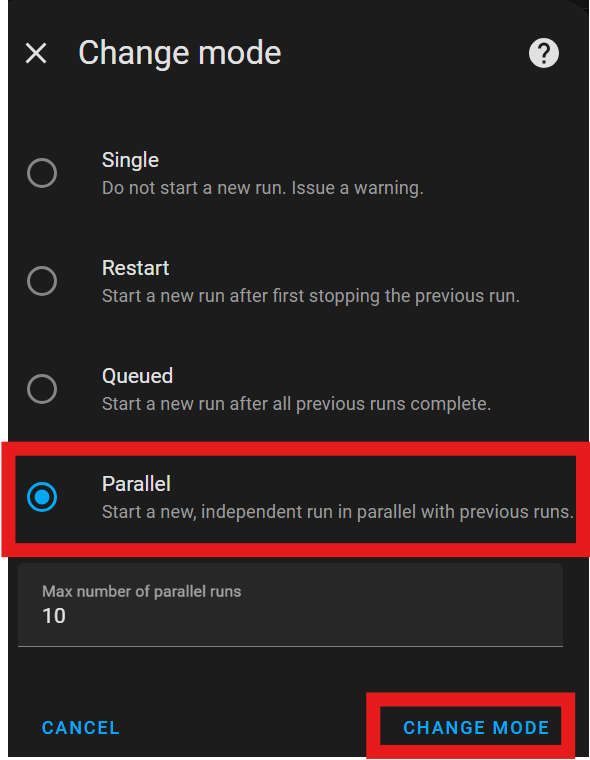 Change mode
?
Single
Do not start a new run. Issue a warning.
Restart
Start a new run after first stopping the previous run.
Queued
Start a new run after all previous runs complete.
Parallel
Start a new, independent run in parallel with previous runs.
Max number of parallel runs
10
CANCEL CHANGE MODE